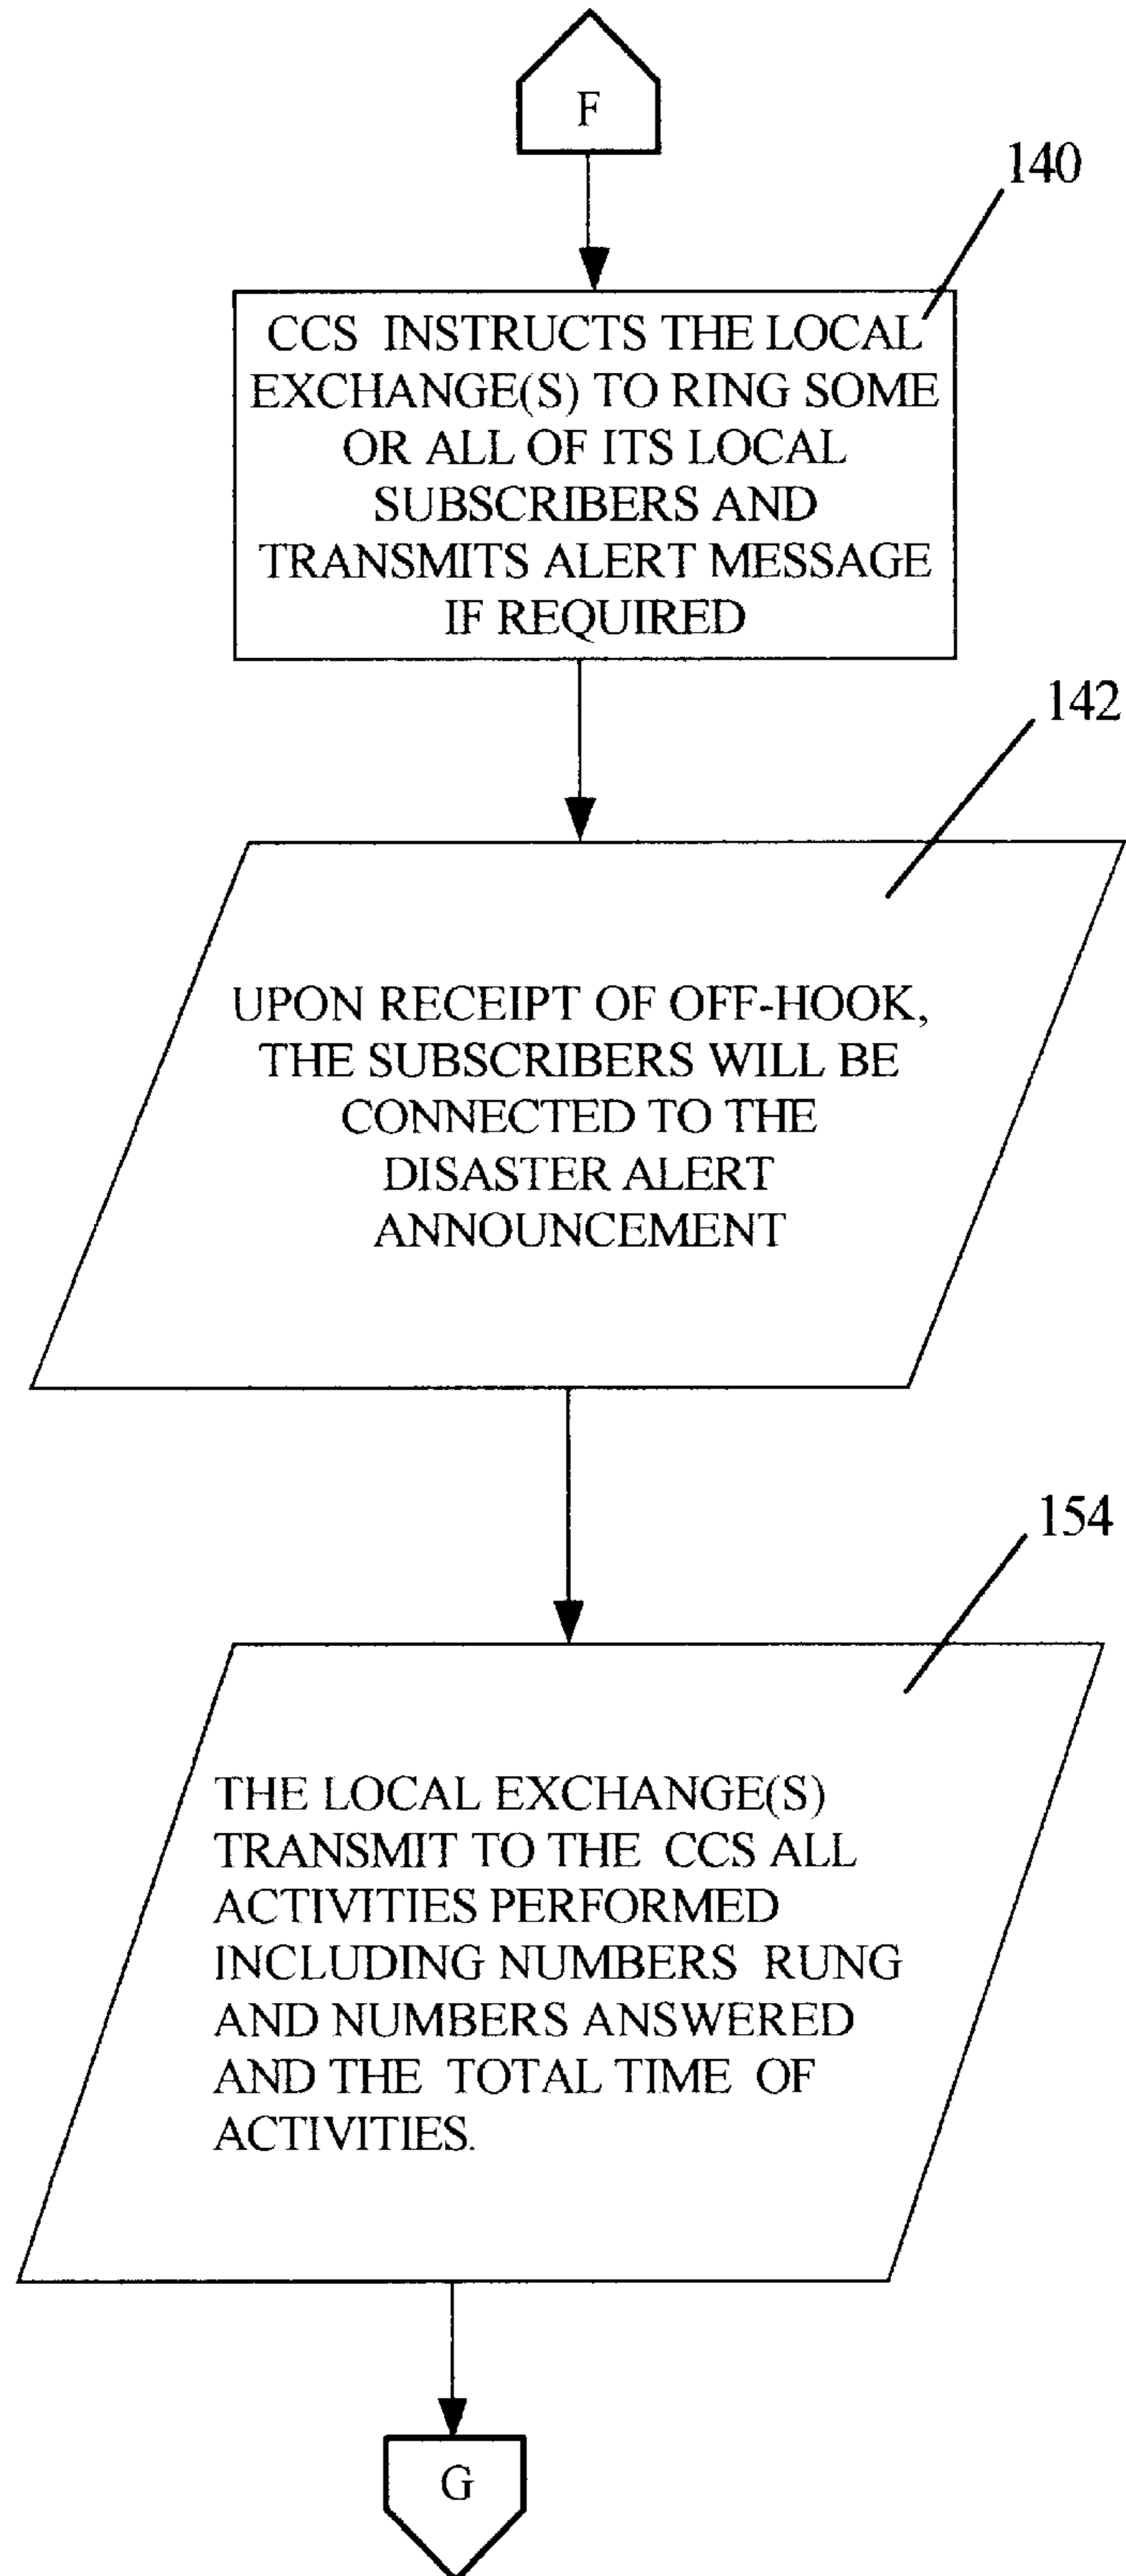 F
140
CCS INSTRUCTS THE LOCAL
EXCHANGE(S) TO RING SOME
OR ALL OF ITS LOCAL
SUBSCRIBERS AND
TRANSMITS ALERT MESSAGE
IF REQUIRED
142
UPON RECEIPT OF OFF-HOOK,
THE SUBSCRIBERS WILL BE
CONNECTED TO THE
DISASTER ALERT
ANNOUNCEMENT
154
THE LOCAL EXCHANGE(S)
TRANSMIT TO THE CCS ALL
ACTIVITIES PERFORMED
INCLUDING NUMBERS RUNG
AND NUMBERS ANSWERED
AND THE TOTAL TIME OF
ACTIVITIES.
G